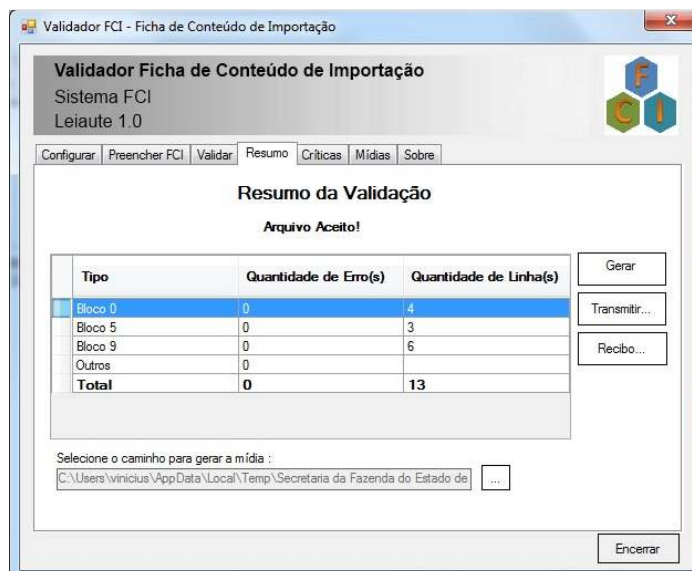 Validador FCI - Ficha de Conteúdo de Importação
Validador Ficha de Conteúdo de Importação
Sistema FCI
Leiaute 1.0
F
C I
Configurar Preencher FCI Validar Resumo Críticas Mídias Sobre
Resumo da Validação
Arquivo Aceito!
Tipo Quantidade de Erro(s) Quantidade de Linha(s)
Bloco 0 0 4
Bloco 5 0 3
Bloco 9 0 6
Outros 0
Total 0 13
Gerar
Transmitir...
Recibo...
Selecione o caminho para gerar a mídia :
C:\Users\vinicius\AppData\Local\Temp\Secretaria da Fazenda do Estado de ...
Encerrar